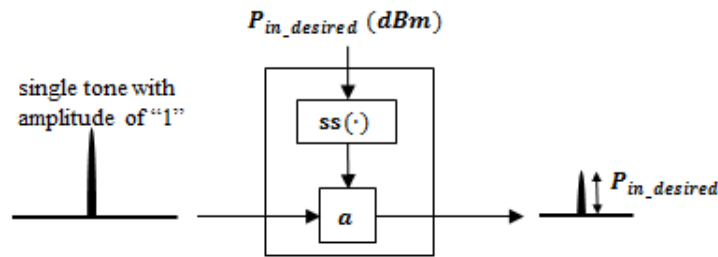 P_in_desired (dBm)
single tone with
amplitude of “1”
ss(·)
P_in_desired
a